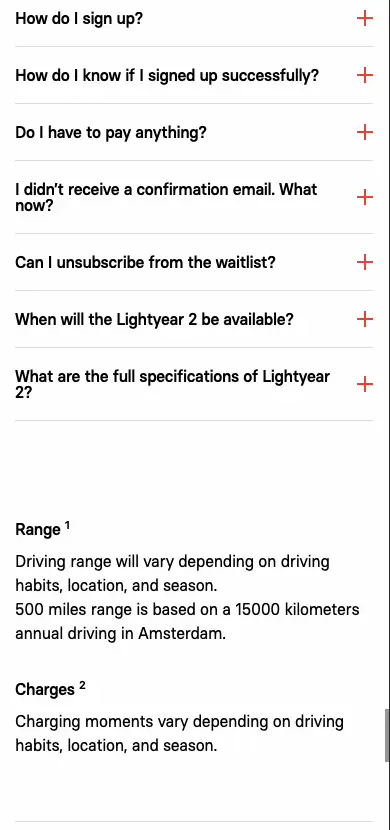 How do I sign up?
How do I know if I signed up successfully?
Do I have to pay anything?
I didn’t receive a confirmation email. What
now?
Can I unsubscribe from the waitlist?
When will the Lightyear 2 be available?
What are the full specifications of Lightyear
2?
Range ¹
Driving range will vary depending on driving
habits, location, and season.
500 miles range is based on a 15000 kilometers
annual driving in Amsterdam.
Charges ²
Charging moments vary depending on driving
habits, location, and season.